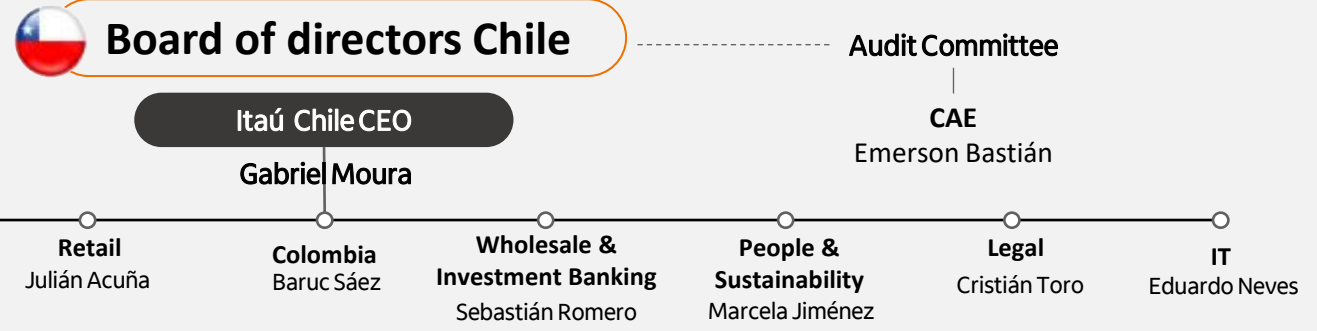 Board of directors Chile
Audit Committee
Itaú Chile CEO
CAE
Emerson Bastián
Gabriel Moura
Retail
Julián Acuña
Colombia
Baruc Sáez
Wholesale &
Investment Banking
Sebastián Romero
People &
Sustainability
Marcela Jiménez
Legal
Cristián Toro
IT
Eduardo Neves